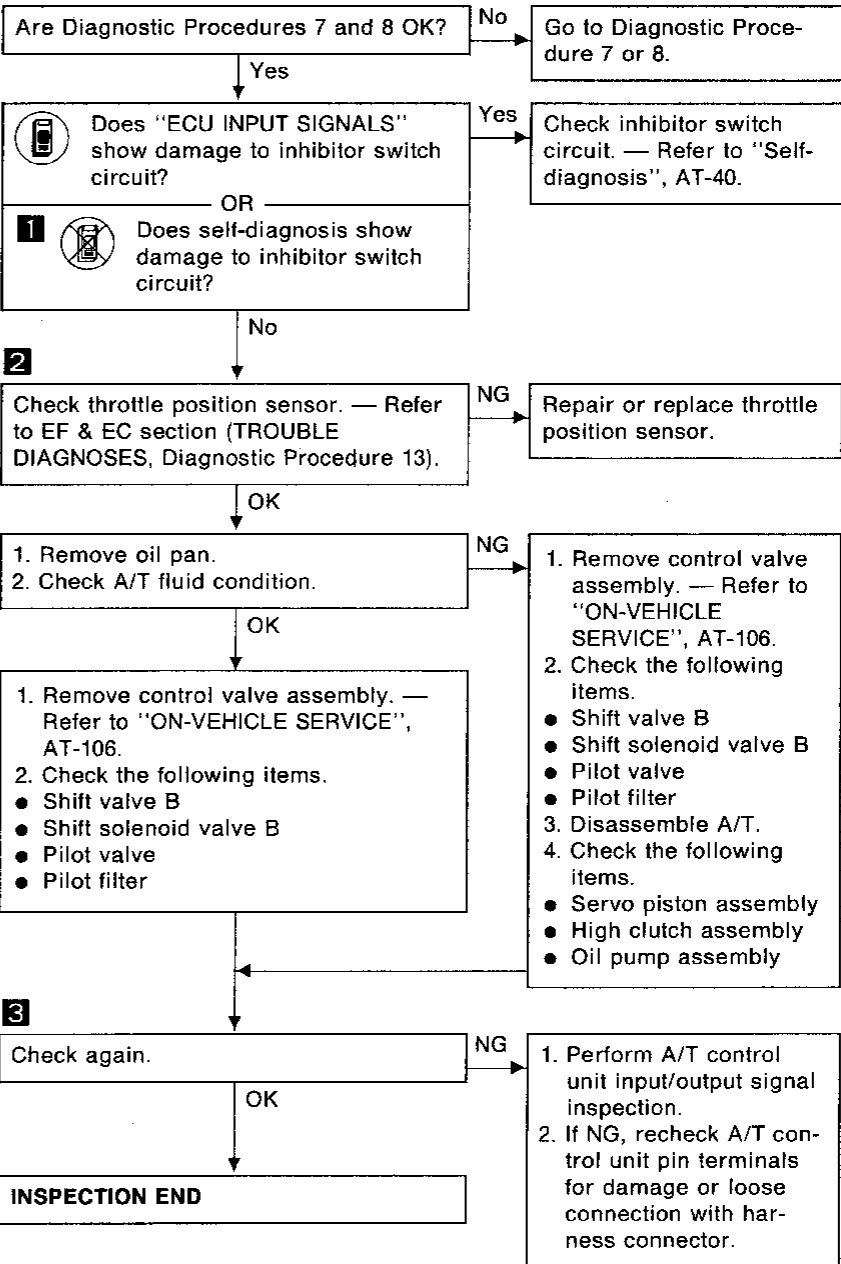 Are Diagnostic Procedures 7 and 8 OK?
No
Go to Diagnostic Proce-
dure 7 or 8.
Yes
Does "ECU INPUT SIGNALS"
show damage to inhibitor switch
circuit?
OR
1
Does self-diagnosis show
damage to inhibitor switch
circuit?
Yes
Check inhibitor switch
circuit. — Refer to "Self-
diagnosis", AT-40.
No
2
Check throttle position sensor. — Refer
to EF & EC section (TROUBLE
DIAGNOSES, Diagnostic Procedure 13).
NG
Repair or replace throttle
position sensor.
OK
1. Remove oil pan.
2. Check A/T fluid condition.
NG
1. Remove control valve
assembly. — Refer to
"ON-VEHICLE
SERVICE", AT-106.
2. Check the following
items.
● Shift valve B
● Shift solenoid valve B
● Pilot valve
● Pilot filter
3. Disassemble A/T.
4. Check the following
items.
● Servo piston assembly
● High clutch assembly
● Oil pump assembly
OK
1. Remove control valve assembly. —
Refer to "ON-VEHICLE SERVICE",
AT-106.
2. Check the following items.
● Shift valve B
● Shift solenoid valve B
● Pilot valve
● Pilot filter
3
Check again.
NG
1. Perform A/T control
unit input/output signal
inspection.
2. If NG, recheck A/T con-
trol unit pin terminals
for damage or loose
connection with har-
ness connector.
OK
INSPECTION END